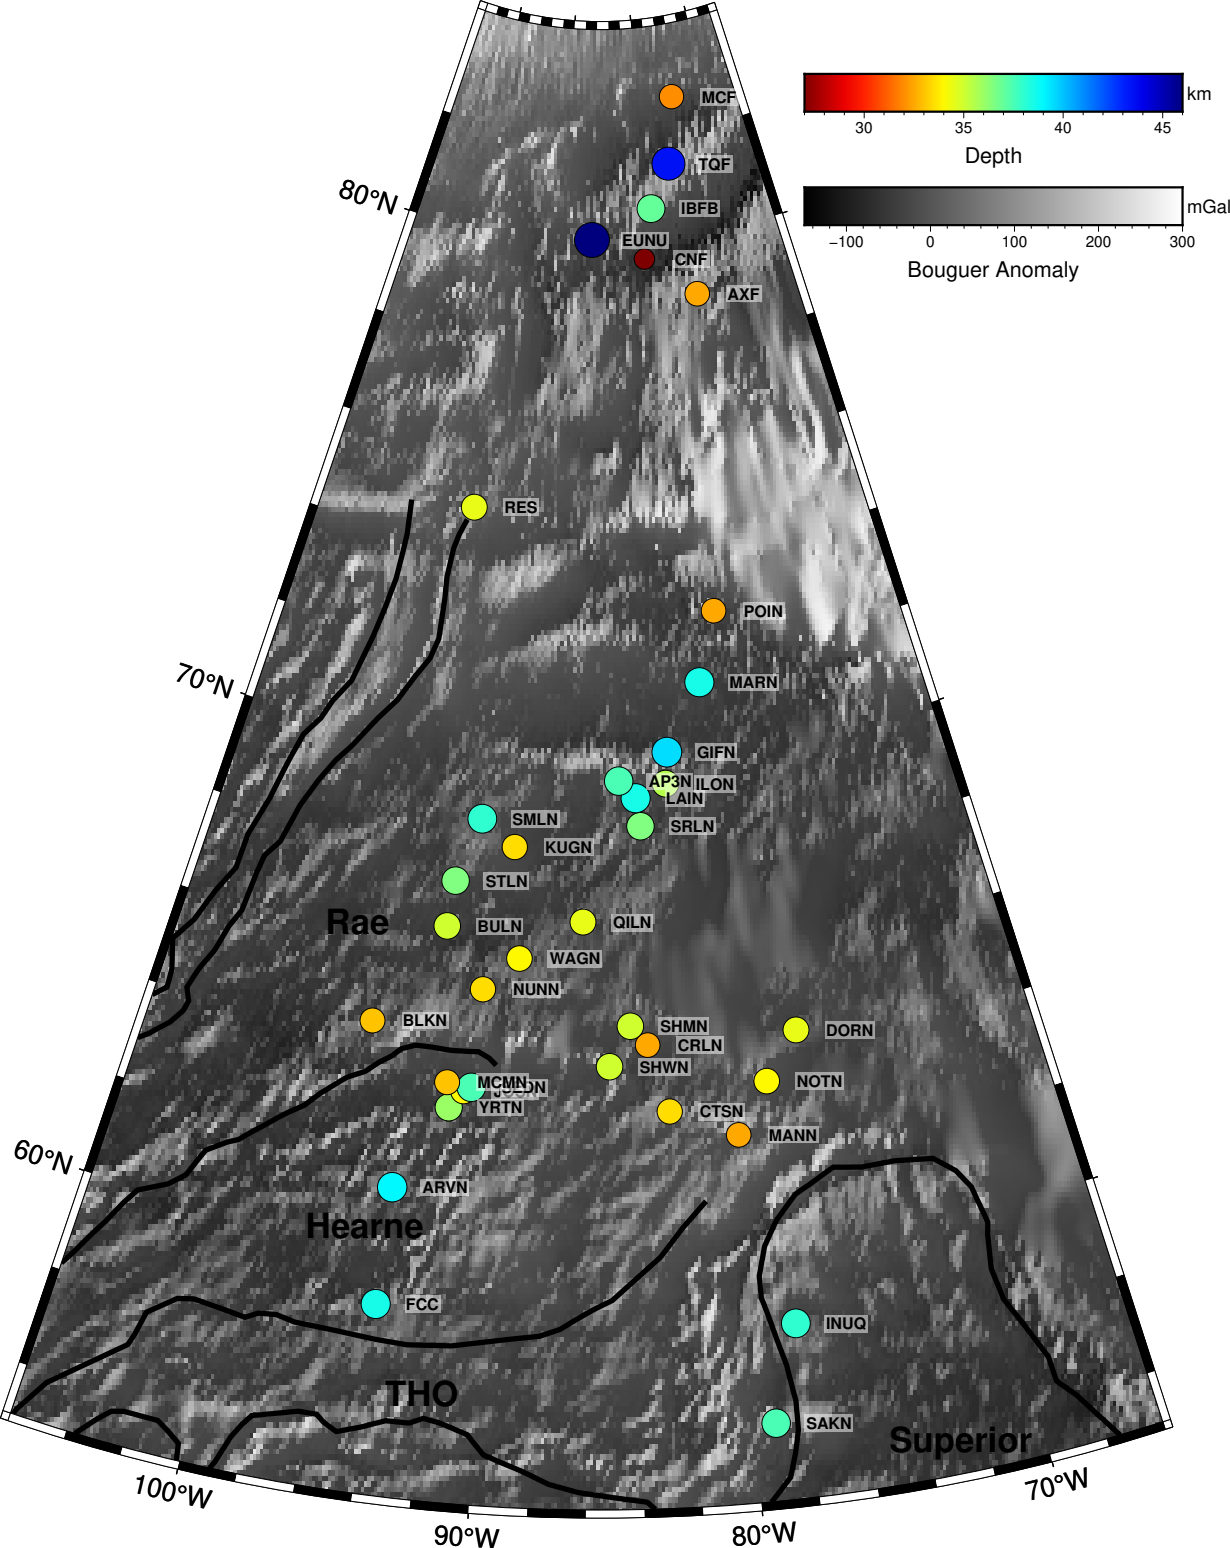 MCF
km
30 35 40 45
Depth
TQF
80°N
IBFB
mGal
−100 0 100 200 300
Bouguer Anomaly
EUNU
CNF
AXF
RES
POIN
70°N
MARN
GIFN
AP3N
ILON
LAIN
SMLN
SRLN
KUGN
STLN
Rae
BULN
QILN
WAGN
NUNN
BLKN
SHMN
DORN
CRLN
SHWN
MCMN
NOTN
YRTN
CTSN
MANN
60°N
ARVN
Hearne
FCC
INUQ
THO
SAKN
Superior
100°W
70°W
90°W
80°W